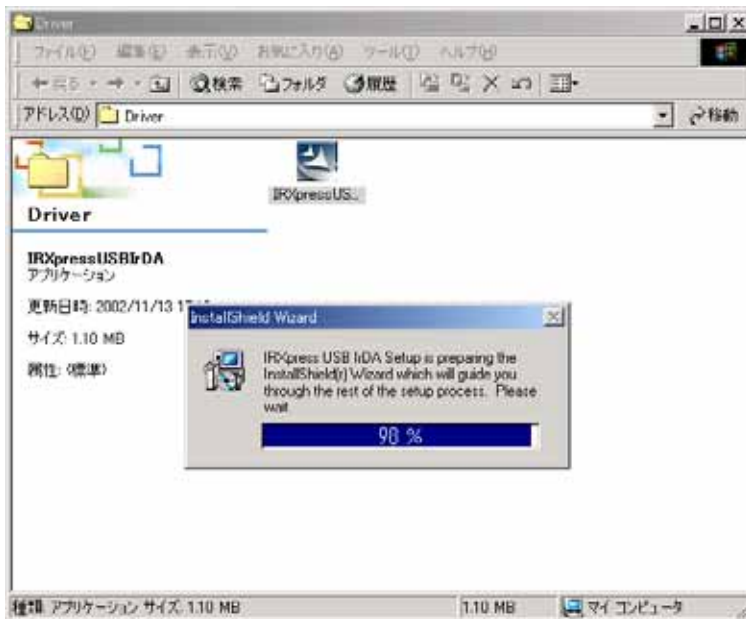 Driver
ファイル(F) 編集(E) 表示(V) お気に入り(A) ツール(T) ヘルプ(H)
戻る 検索 フォルダ 履歴
アドレス(D) Driver 移動
IRXpressUS...
Driver
IRXpressUSBIrDA
アプリケーション
更新日時: 2002/11/13
サイズ: 1.10 MB
属性: (標準)
InstallShield Wizard
IRXpress USB IrDA Setup is preparing the
InstallShield(r) Wizard which will guide you
through the rest of the setup process. Please
wait.
98 %
種類: アプリケーション サイズ: 1.10 MB 1.10 MB マイ コンピュータ